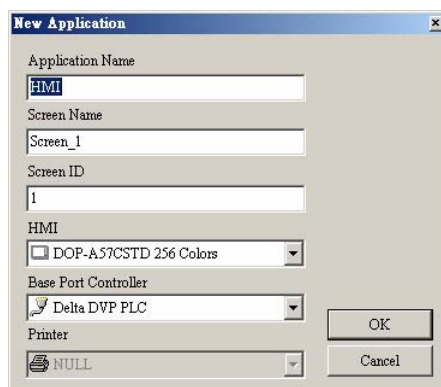 New Application
Application Name
HMI
Screen Name
Screen_1
Screen ID
1
HMI
DOP-A57CSTD 256 Colors
Base Port Controller
Delta DVP PLC
Printer
NULL
OK
Cancel